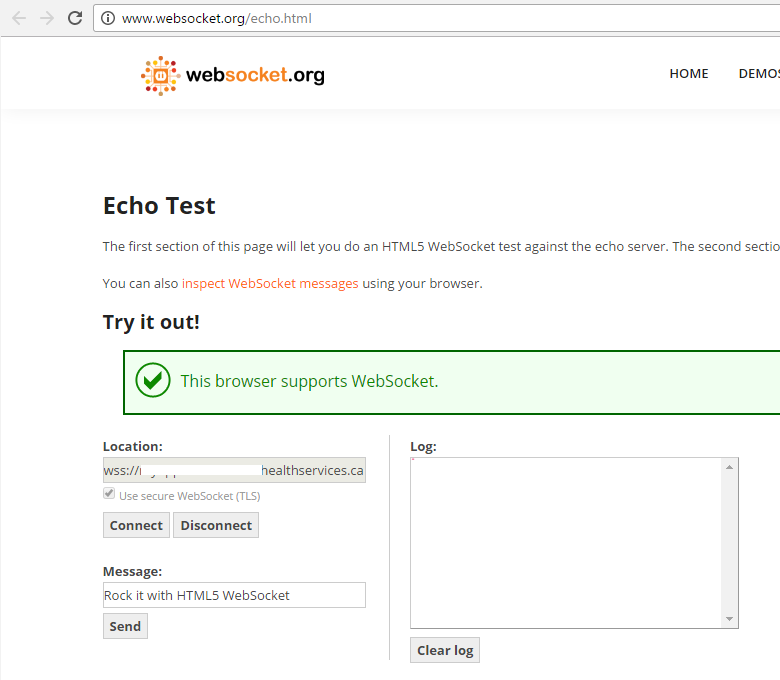 www.websocket.org/echo.html
websocket.org
HOME DEMOS
Echo Test
The first section of this page will let you do an HTML5 WebSocket test against the echo server. The second sectio
You can also inspect WebSocket messages using your browser.
Try it out!
This browser supports WebSocket.
Location:
wss:// healthservices.ca
Use secure WebSocket (TLS)
Connect Disconnect
Message:
Rock it with HTML5 WebSocket
Send
Log:
Clear log